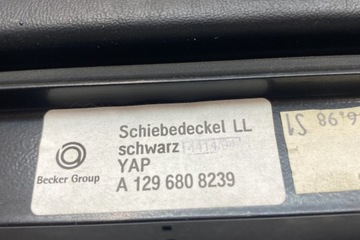 Schiebedeckel LL
schwarz
YAP
A 129 680 8239
Becker Group